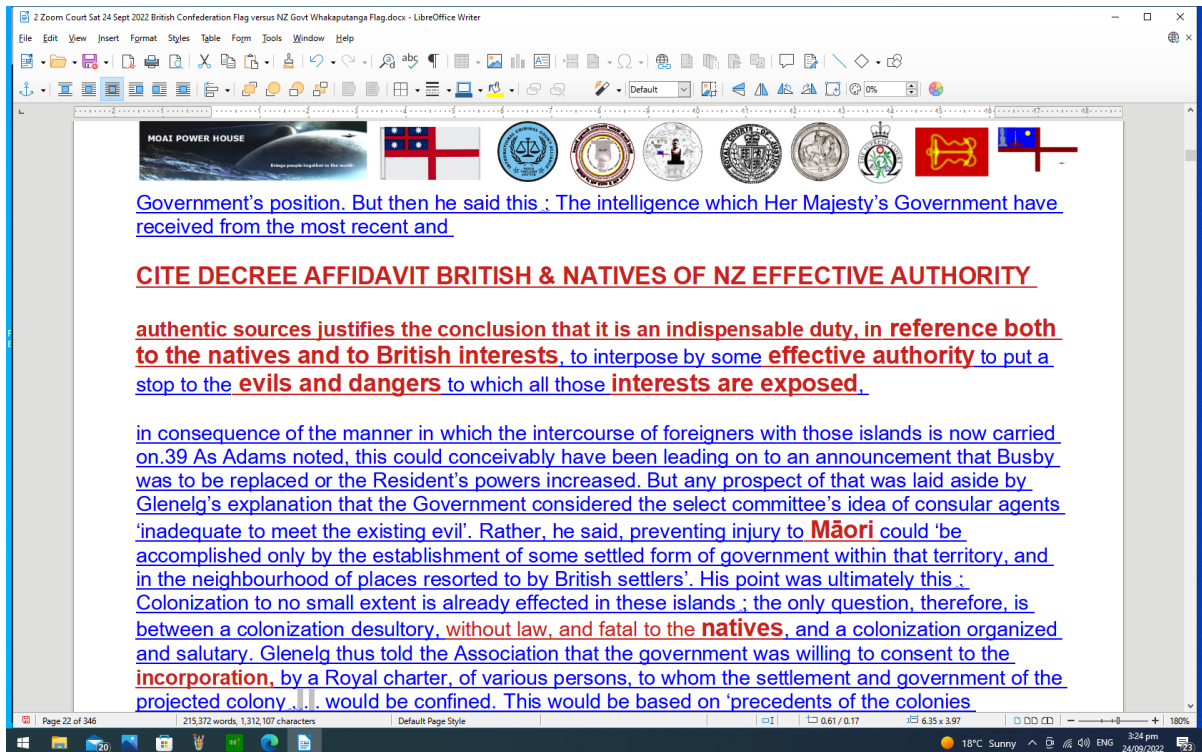 2 Zoom Court Sat 24 Sept 2022 British Confederation Flag versus NZ Govt Whakaputanga Flag.docx - LibreOffice Writer
File Edit View Insert Format Styles Table Form Tools Window Help
Default
0%
MOAI POWER HOUSE
Brings people together in the world.
Government's position. But then he said this : The intelligence which Her Majesty's Government have
received from the most recent and
CITE DECREE AFFIDAVIT BRITISH & NATIVES OF NZ EFFECTIVE AUTHORITY
authentic sources justifies the conclusion that it is an indispensable duty, in reference both
to the natives and to British interests, to interpose by some effective authority to put a
stop to the evils and dangers to which all those interests are exposed,
in consequence of the manner in which the intercourse of foreigners with those islands is now carried
on.39 As Adams noted, this could conceivably have been leading on to an announcement that Busby
was to be replaced or the Resident's powers increased. But any prospect of that was laid aside by
Glenelg's explanation that the Government considered the select committee's idea of consular agents
'inadequate to meet the existing evil'. Rather, he said, preventing injury to Māori could 'be
accomplished only by the establishment of some settled form of government within that territory, and
in the neighbourhood of places resorted to by British settlers'. His point was ultimately this :
Colonization to no small extent is already effected in these islands ; the only question, therefore, is
between a colonization desultory, without law, and fatal to the natives, and a colonization organized
and salutary. Glenelg thus told the Association that the government was willing to consent to the
incorporation, by a Royal charter, of various persons, to whom the settlement and government of the
projected colony . . . would be confined. This would be based on 'precedents of the colonies
Page 22 of 346 215,372 words, 1,312,107 characters Default Page Style 0.61 / 0.17 6.35 x 3.97 180%
20 18°C Sunny ENG 3:24 pm
24/09/2022